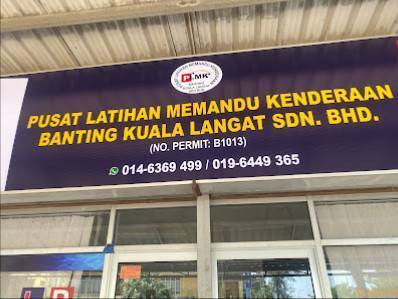 PUSAT LATIHAN MEMANDU KENDERAAN
BANTING KUALA LANGAT SDN. BHD.
(NO. PERMIT: B1013)
014-6369 499 / 019-6449 365